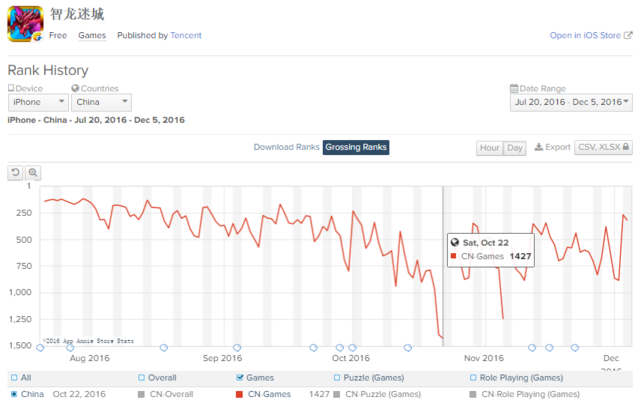 智龙迷城
Free Games Published by Tencent Open in iOS Store
Rank History
Device Countries Date Range
iPhone China Jul 20, 2016 - Dec 5, 2016
iPhone - China - Jul 20, 2016 - Dec 5, 2016
Download Ranks Grossing Ranks Hour Day Export CSV, XLSX
1
250
500
750
1,000
1,250
1,500
Sat, Oct 22
CN-Games 1427
©2016 App Annie Store Stats
Aug 2016 Sep 2016 Oct 2016 Nov 2016 Dec
2016
All Overall Games Puzzle (Games) Role Playing (Games)
China Oct 22, 2016 CN-Overall CN-Games 1427 CN-Puzzle (Games) CN-Role Playing (Games)